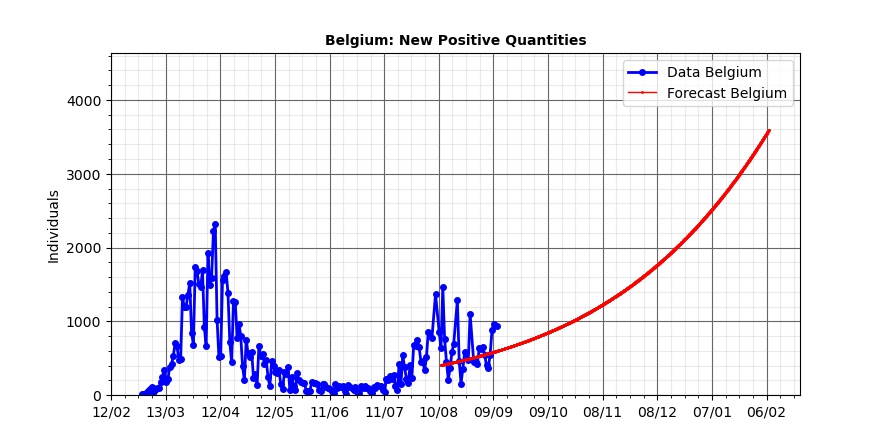 Belgium: New Positive Quantities
Data Belgium
Forecast Belgium
Individuals
4000
3000
2000
1000
0
12/02 13/03 12/04 12/05 11/06 11/07 10/08 09/09 09/10 08/11 08/12 07/01 06/02